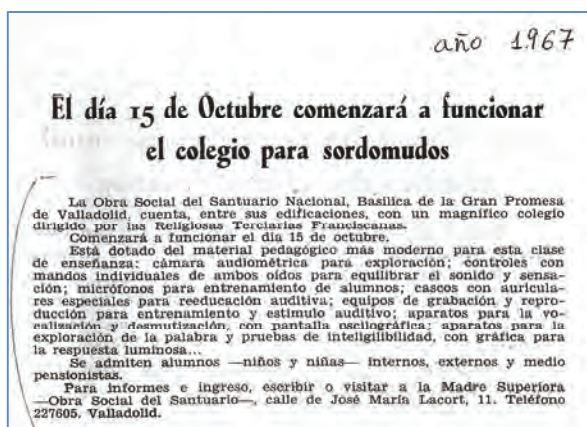 año 1967
El día 15 de Octubre comenzará a funcionar
el colegio para sordomudos
La Obra Social del Santuario Nacional, Basílica de la Gran Promesa
de Valladolid, cuenta, entre sus edificaciones, con un magnífico colegio
dirigido por las Religiosas Terciarias Franciscanas.
Comenzará a funcionar el día 15 de octubre.
Está dotado del material pedagógico más moderno para esta clase
de enseñanza: cámara audiométrica para exploración; controles con
mandos individuales de ambos oídos para equilibrar el sonido y sensa-
ción; micrófonos para entrenamiento de alumnos; cascos con auricula-
res especiales para reeducación auditiva; equipos de grabación y repro-
ducción para entrenamiento y estímulo auditivo; aparatos para la vo-
calización y desmutización, con pantalla oscilográfica; aparatos para la
exploración de la palabra y pruebas de inteligibilidad, con gráfica para
la respuesta luminosa...
Se admiten alumnos —niños y niñas— internos, externos y medio
pensionistas.
Para informes e ingreso, escribir o visitar a la Madre Superiora
—Obra Social del Santuario—, calle de José María Lacort, 11. Teléfono
227605. Valladolid.